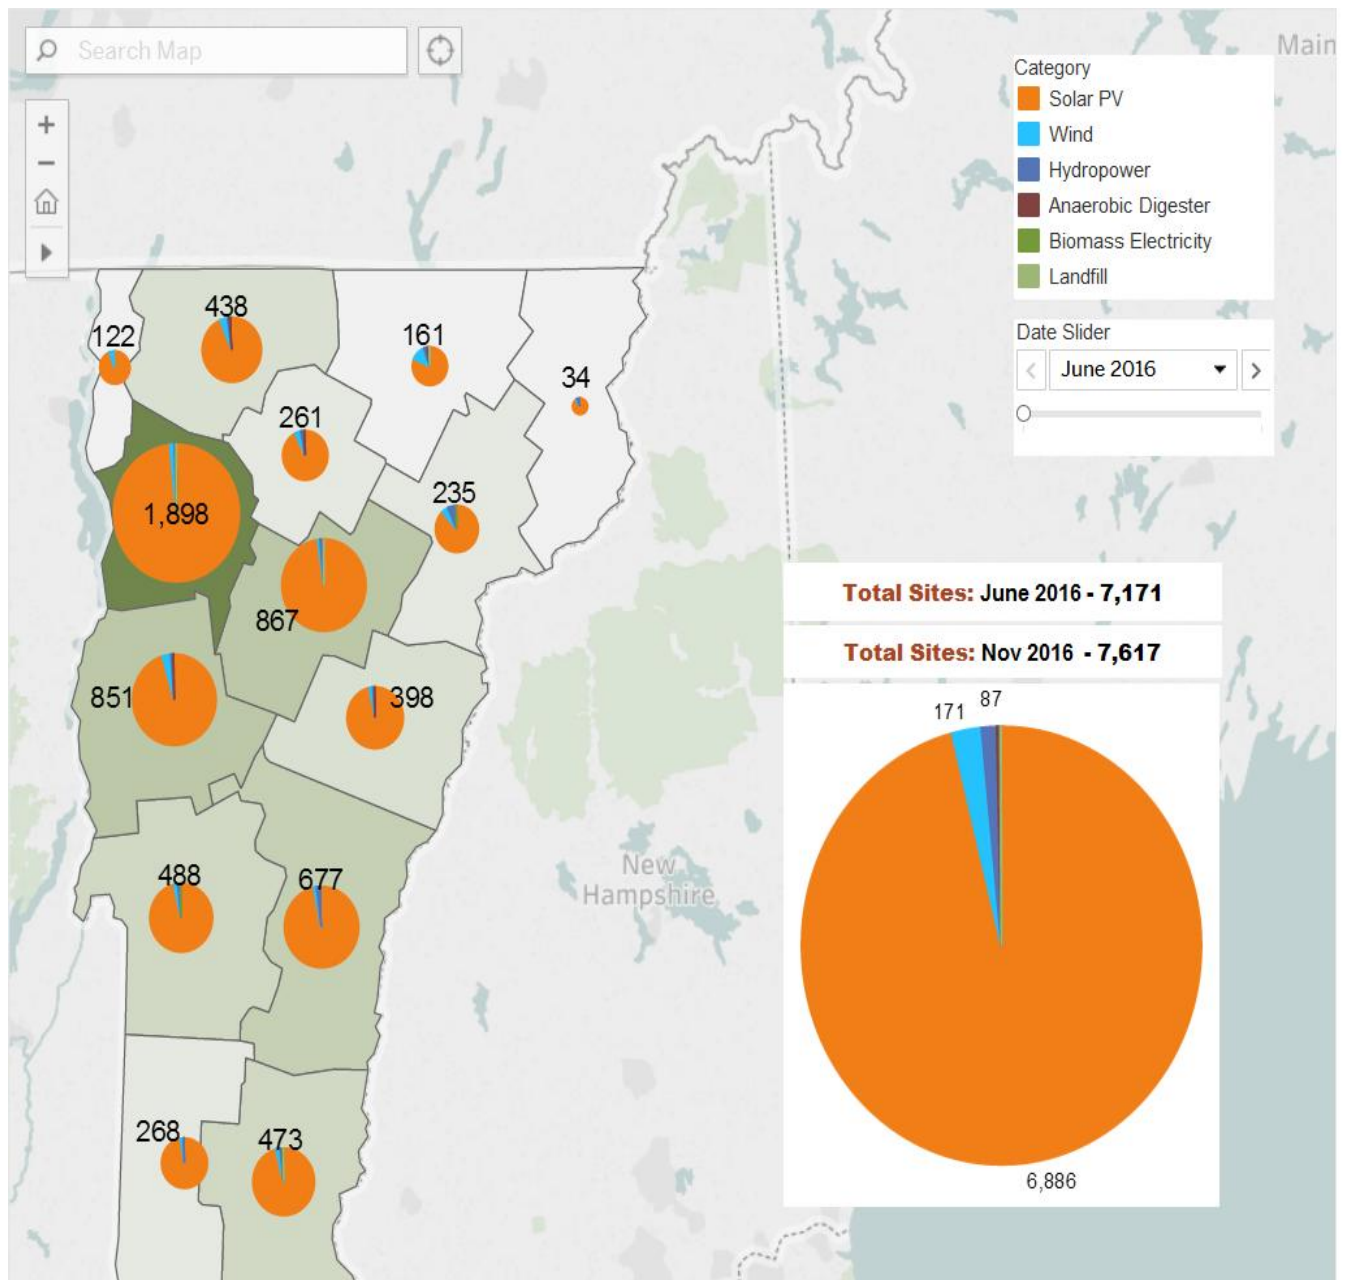 Search Map
Main
Category
Solar PV
Wind
Hydropower
Anaerobic Digester
Biomass Electricity
Landfill
Date Slider
June 2016
438
122
161
34
261
235
1,898
867
851
398
488
677
268
473
New
Hampshire
Total Sites: June 2016 - 7,171
Total Sites: Nov 2016 - 7,617
171
87
6,886